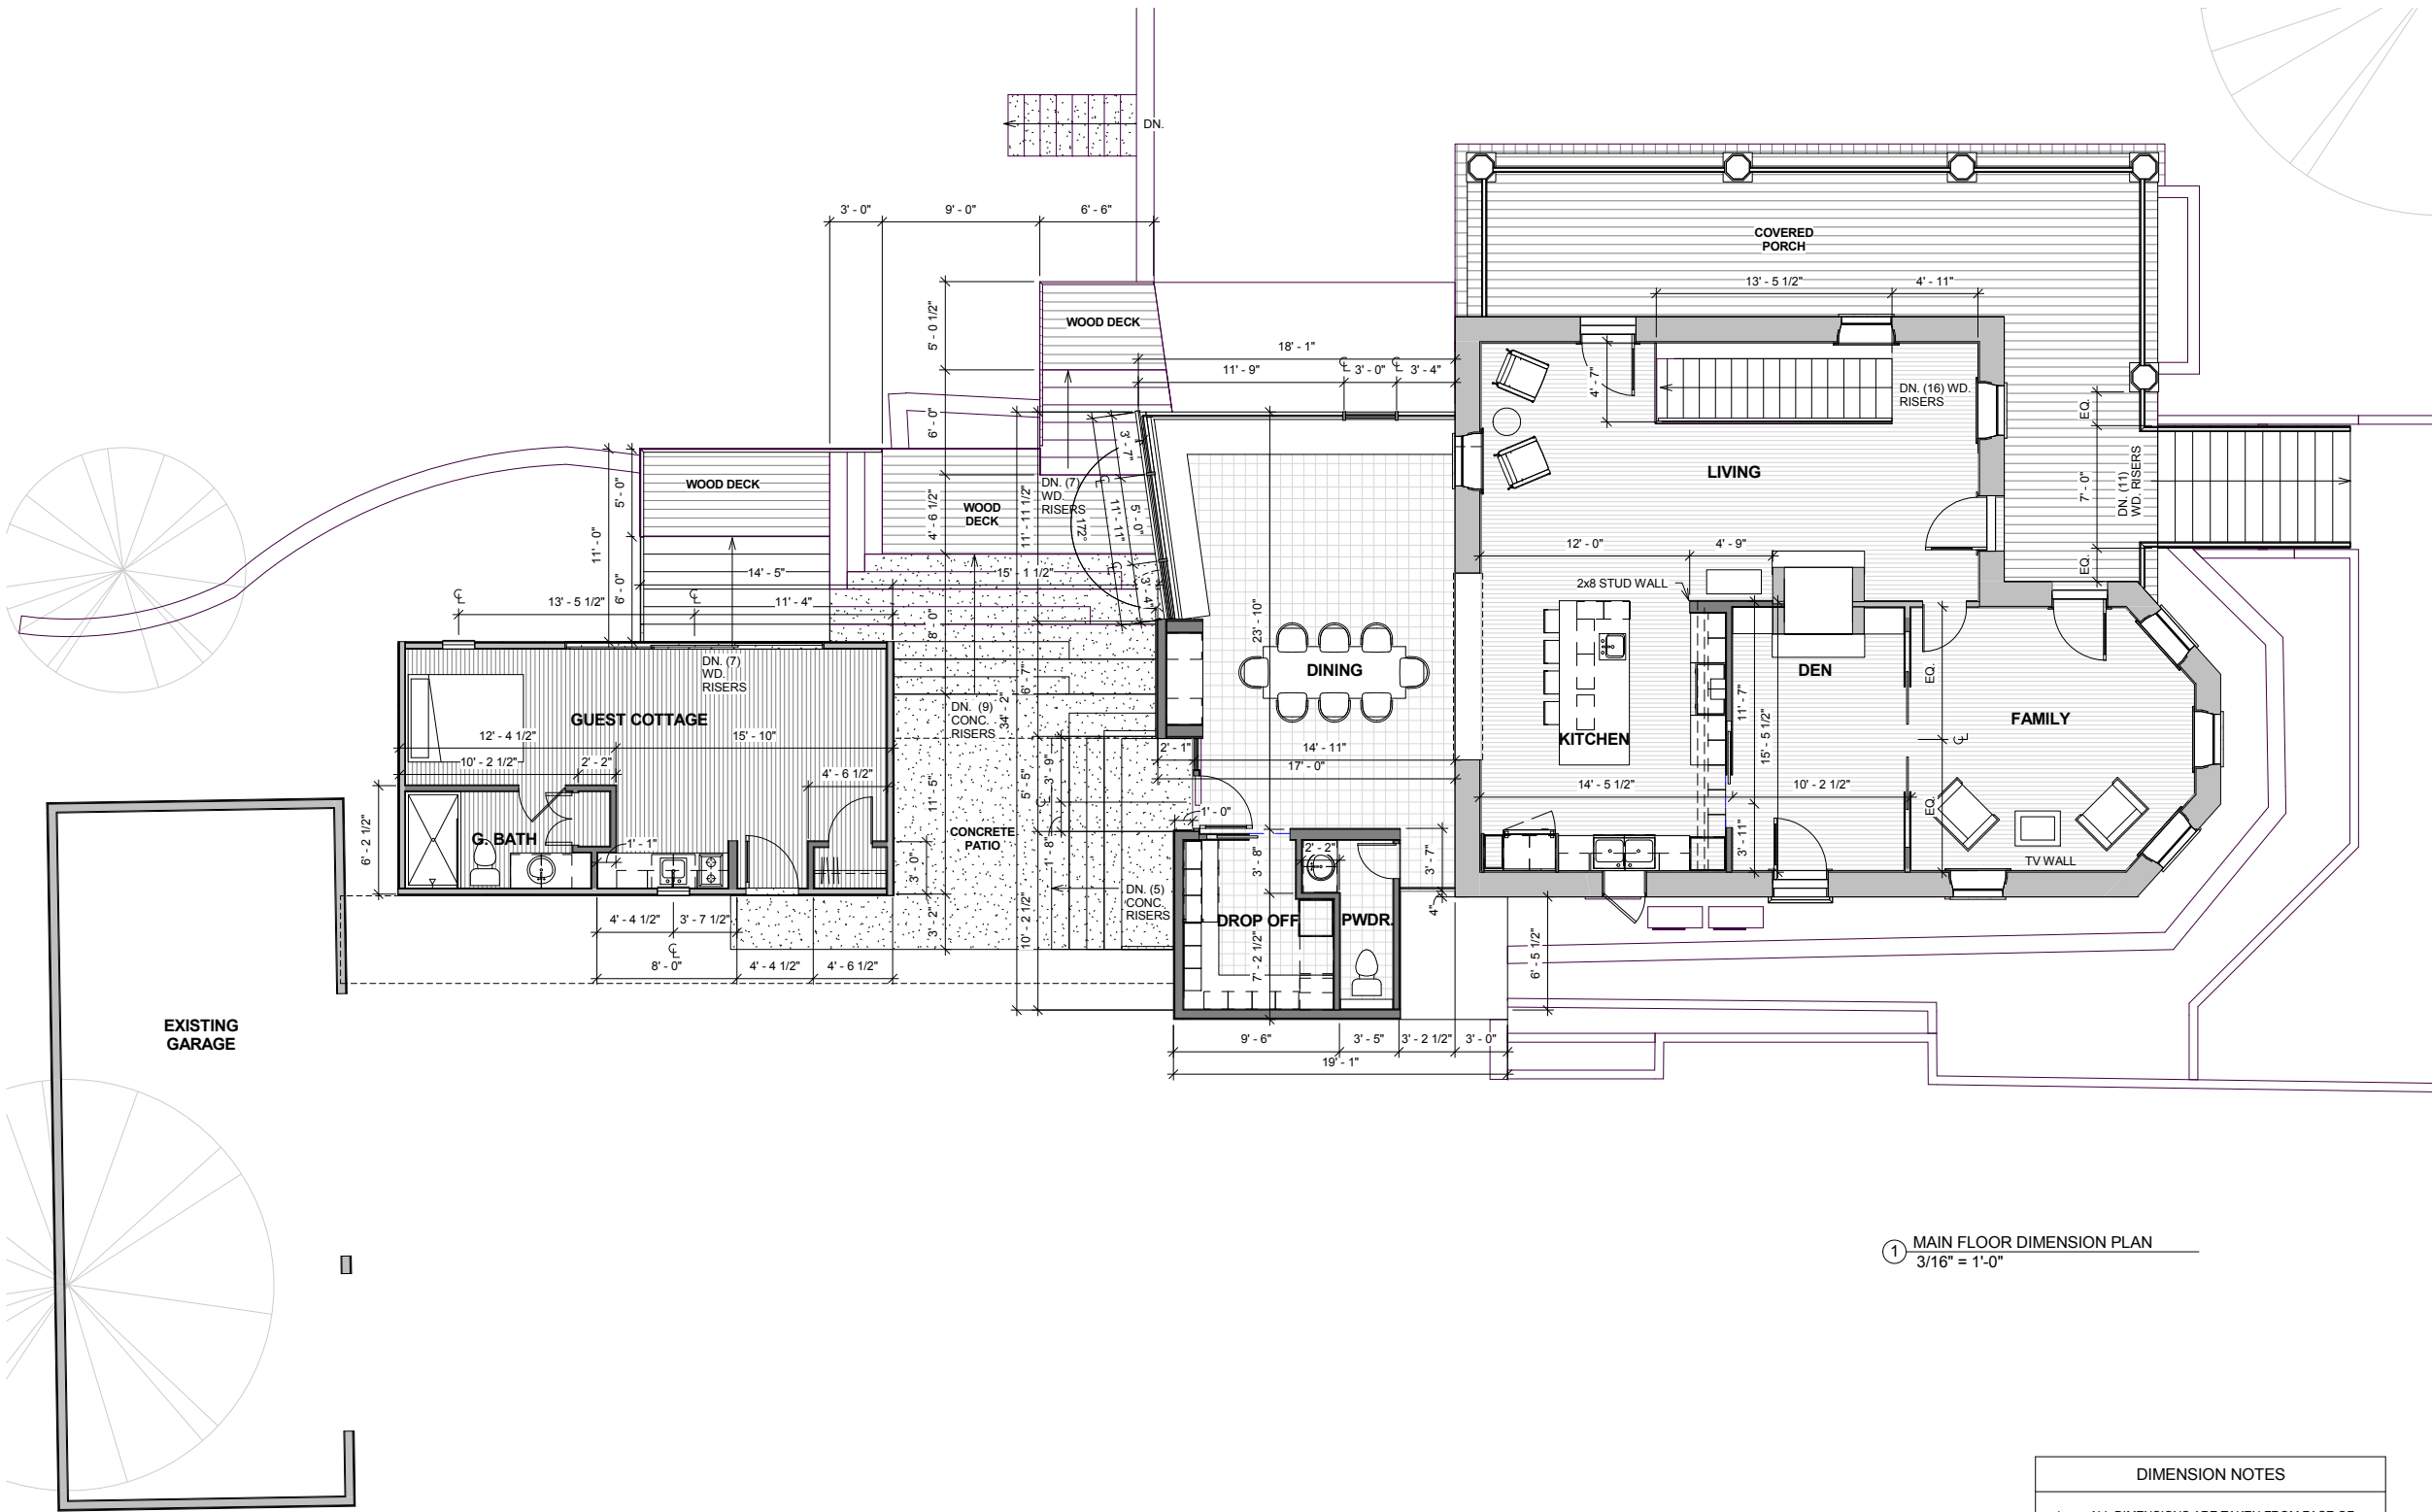 DN.
3' - 0"
9' - 0"
6' - 6"
COVERED
PORCH
13' - 5 1/2"
4' - 11"
5' - 0 1/2"
WOOD DECK
18' - 1"
11' - 9"
3' - 0"
3' - 4"
4' - 7"
DN. (16) WD.
RISERS
EQ.
6' - 0"
3' - 7"
LIVING
7' - 0"
DN. (11)
WD. RISERS
EQ.
WOOD DECK
5' - 0"
11' - 0"
6' - 0"
WOOD
DECK
4' - 6 1/2"
11' - 11 1/2"
DN. (7)
WD.
RISERS
172°
11' - 11"
5' - 0"
3' - 4"
12' - 0"
4' - 9"
2x8 STUD WALL
14' - 5"
15' - 1 1/2"
13' - 5 1/2"
11' - 4"
8' - 0"
23' - 10"
DN. (7)
WD.
RISERS
6' - 7"
34' - 2"
DINING
DEN
EQ.
GUEST COTTAGE
DN. (9)
CONC.
RISERS
11' - 7"
15' - 5 1/2"
FAMILY
12' - 4 1/2"
15' - 10"
KITCHEN
10' - 2 1/2"
2' - 2"
4' - 6 1/2"
2' - 1"
14' - 11"
17' - 0"
3' - 9"
5' - 5"
11' - 5"
14' - 5 1/2"
10' - 2 1/2"
EQ.
1' - 0"
G. BATH
6' - 2 1/2"
1' - 1"
3' - 0"
CONCRETE
PATIO
1' - 8"
3' - 8"
2' - 2"
3' - 7"
3' - 11"
TV WALL
DN. (5)
CONC.
RISERS
4"
4' - 4 1/2"
3' - 7 1/2"
3' - 2"
10' - 2 1/2"
DROP OFF
PWDR.
7' - 2 1/2"
6' - 5 1/2"
8' - 0"
4' - 4 1/2"
4' - 6 1/2"
EXISTING
GARAGE
9' - 6"
3' - 5"
3' - 2 1/2"
3' - 0"
19' - 1"
1
MAIN FLOOR DIMENSION PLAN
3/16" = 1'-0"
DIMENSION NOTES